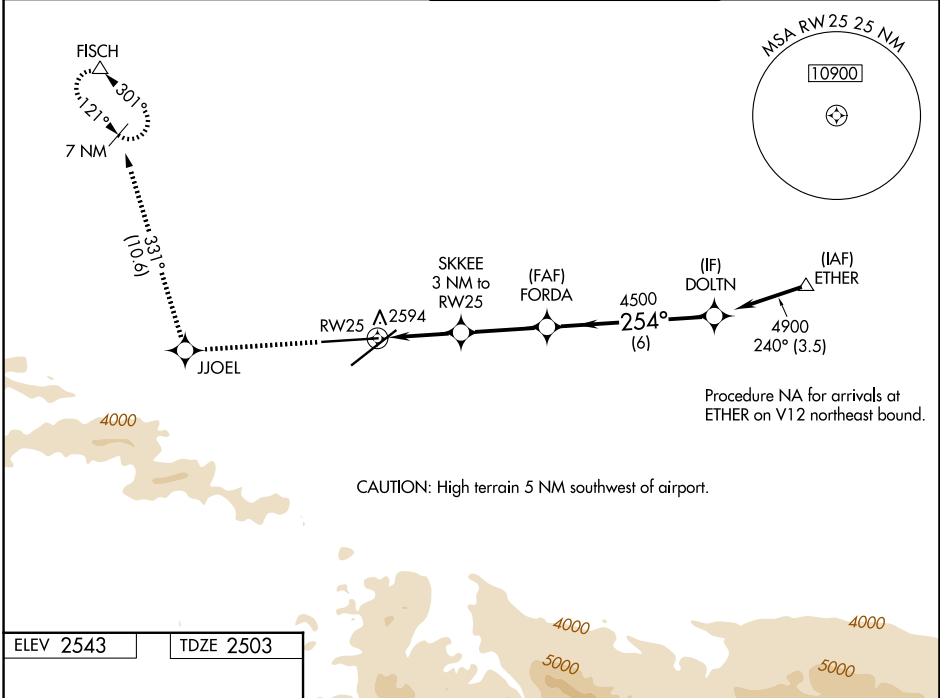 MSA RW25 25 NM
10900
FISCH
301°
121°
7 NM
331°
(10.6)
JJOEL
RW25
2594
SKKEE
3 NM to
RW25
(FAF)
FORDA
4500
254°
(6)
(IF)
DOLTN
(IAF)
ETHER
4900
240° (3.5)
Procedure NA for arrivals at
ETHER on V12 northeast bound.
4000
CAUTION: High terrain 5 NM southwest of airport.
4000
5000
4000
5000
ELEV 2543
TDZE 2503